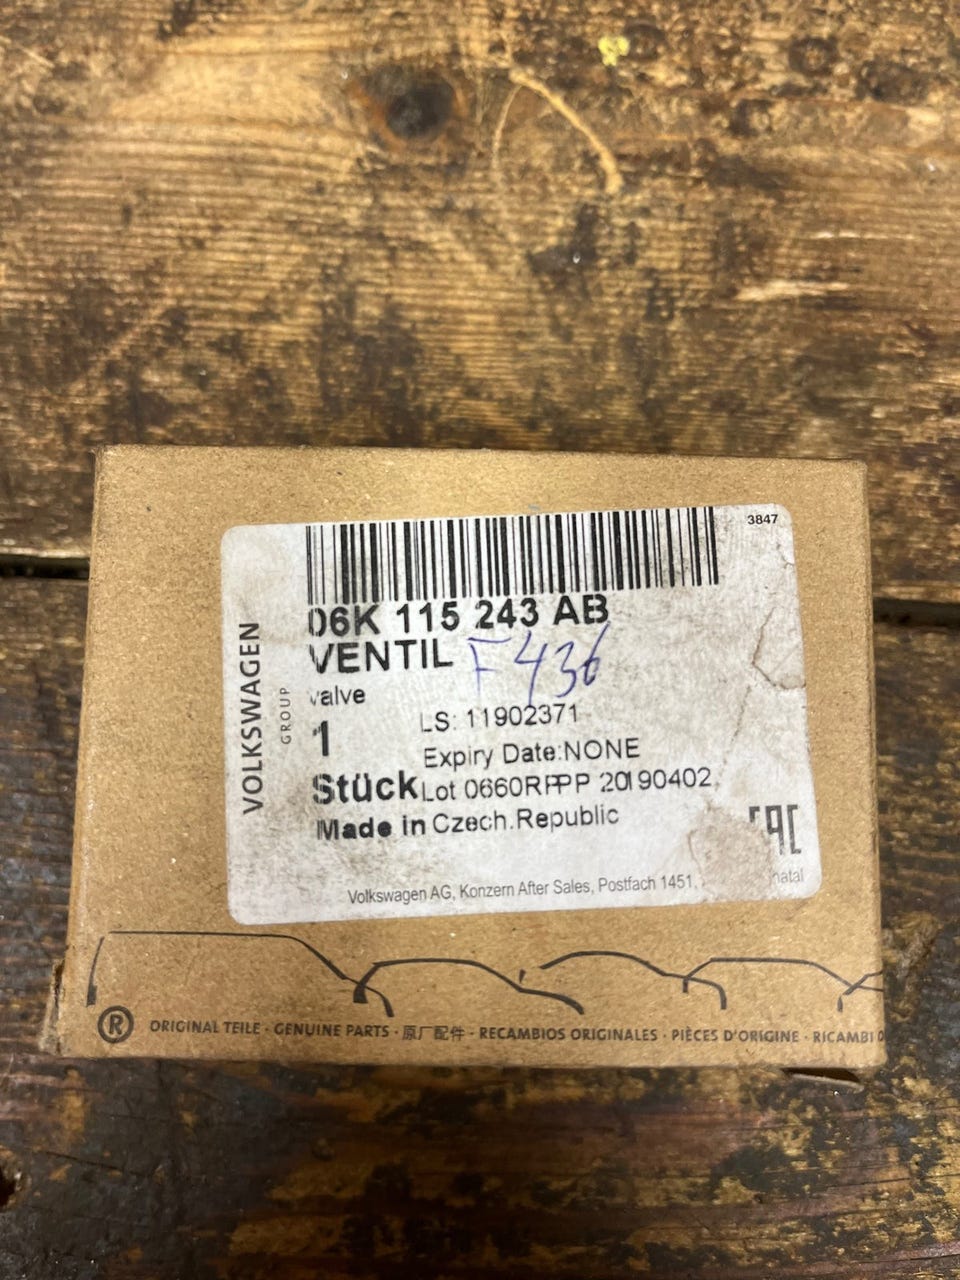 3847
06K 115 243 AB
VENTIL F436
valve
1
LS: 11902371
Expiry Date:NONE
Stück Lot 0660RPPP 20190402
Made in Czech.Republic
EAC
Volkswagen AG, Konzern After Sales, Postfach 1451,
VOLKSWAGEN
GROUP
® ORIGINAL TEILE · GENUINE PARTS · 原厂配件 · RECAMBIOS ORIGINALES · PIÈCES D'ORIGINE · RICAMBI